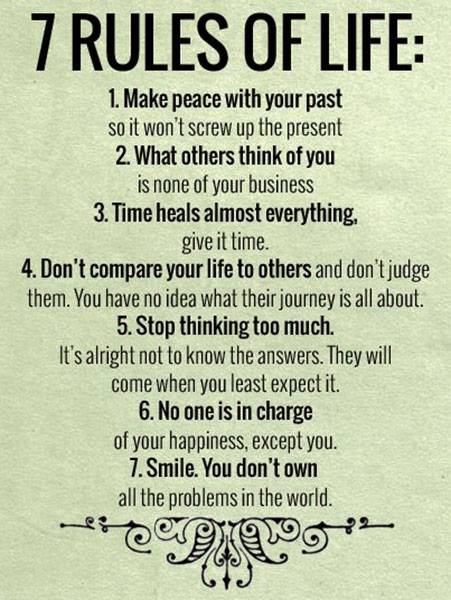 7 RULES OF LIFE:
1. Make peace with your past
so it won't screw up the present
2. What others think of you
is none of your business
3. Time heals almost everything,
give it time.
4. Don't compare your life to others and don't judge
them. You have no idea what their journey is all about.
5. Stop thinking too much.
It's alright not to know the answers. They will
come when you least expect it.
6. No one is in charge
of your happiness, except you.
7. Smile. You don't own
all the problems in the world.